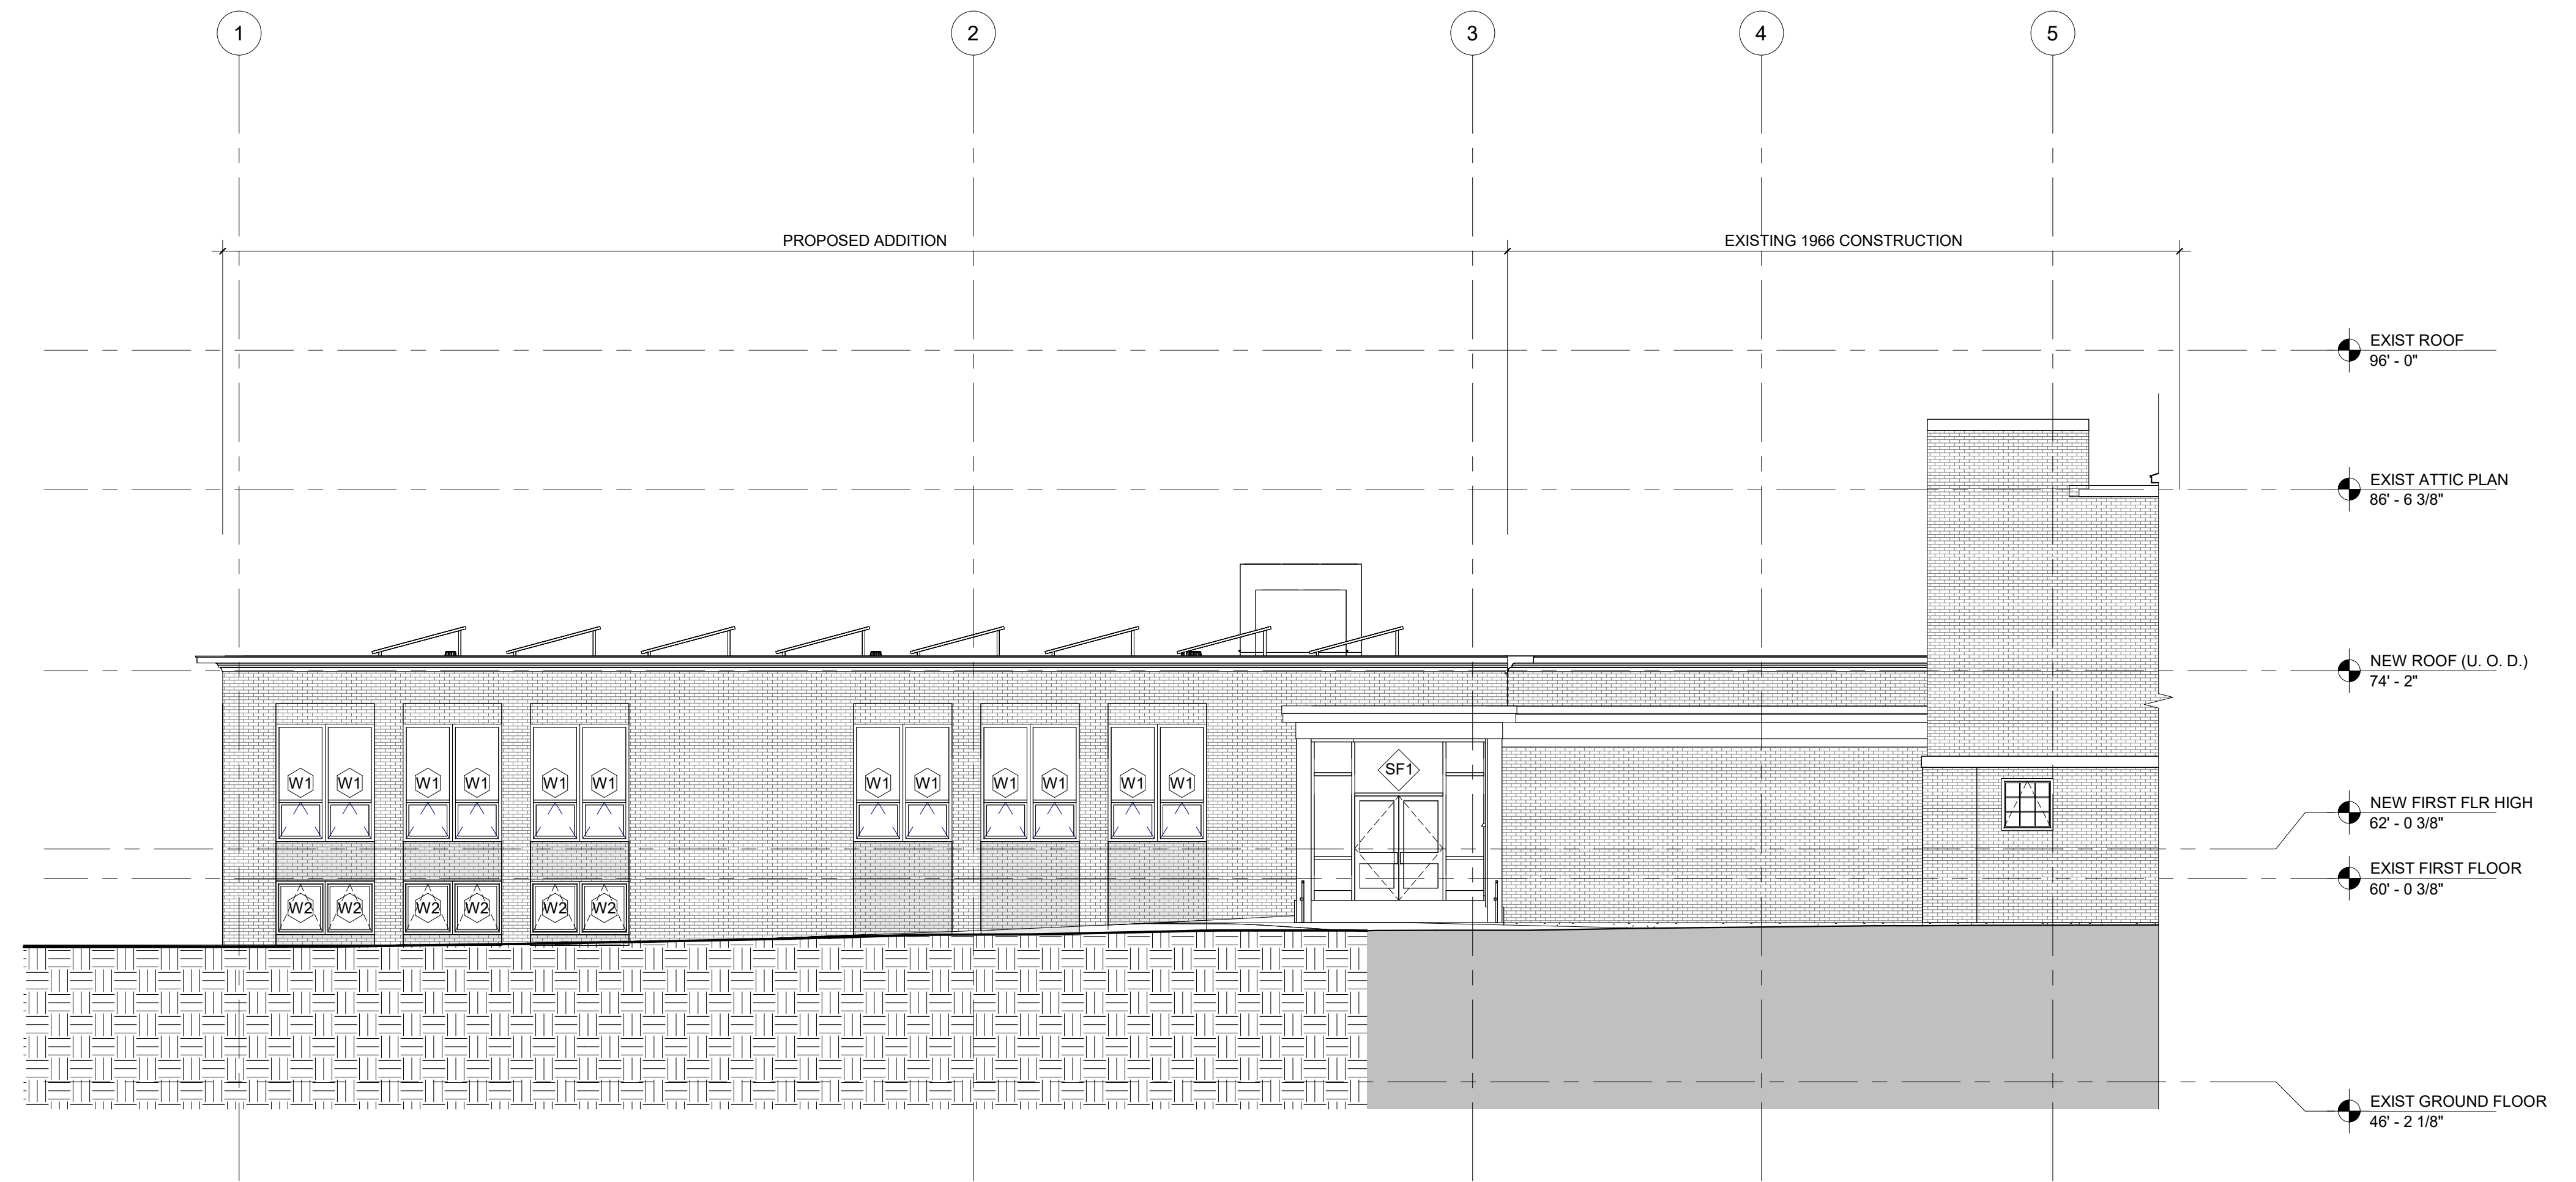 1 2 3 4 5
PROPOSED ADDITION
EXISTING 1966 CONSTRUCTION
EXIST ROOF
96' - 0"
EXIST ATTIC PLAN
86' - 6 3/8"
NEW ROOF (U. O. D.)
74' - 2"
W1 W1 W1 W1 W1 W1 W1 W1 W1 W1 W1 W1
SF1
NEW FIRST FLR HIGH
62' - 0 3/8"
EXIST FIRST FLOOR
60' - 0 3/8"
W2 W2 W2 W2 W2 W2
EXIST GROUND FLOOR
46' - 2 1/8"